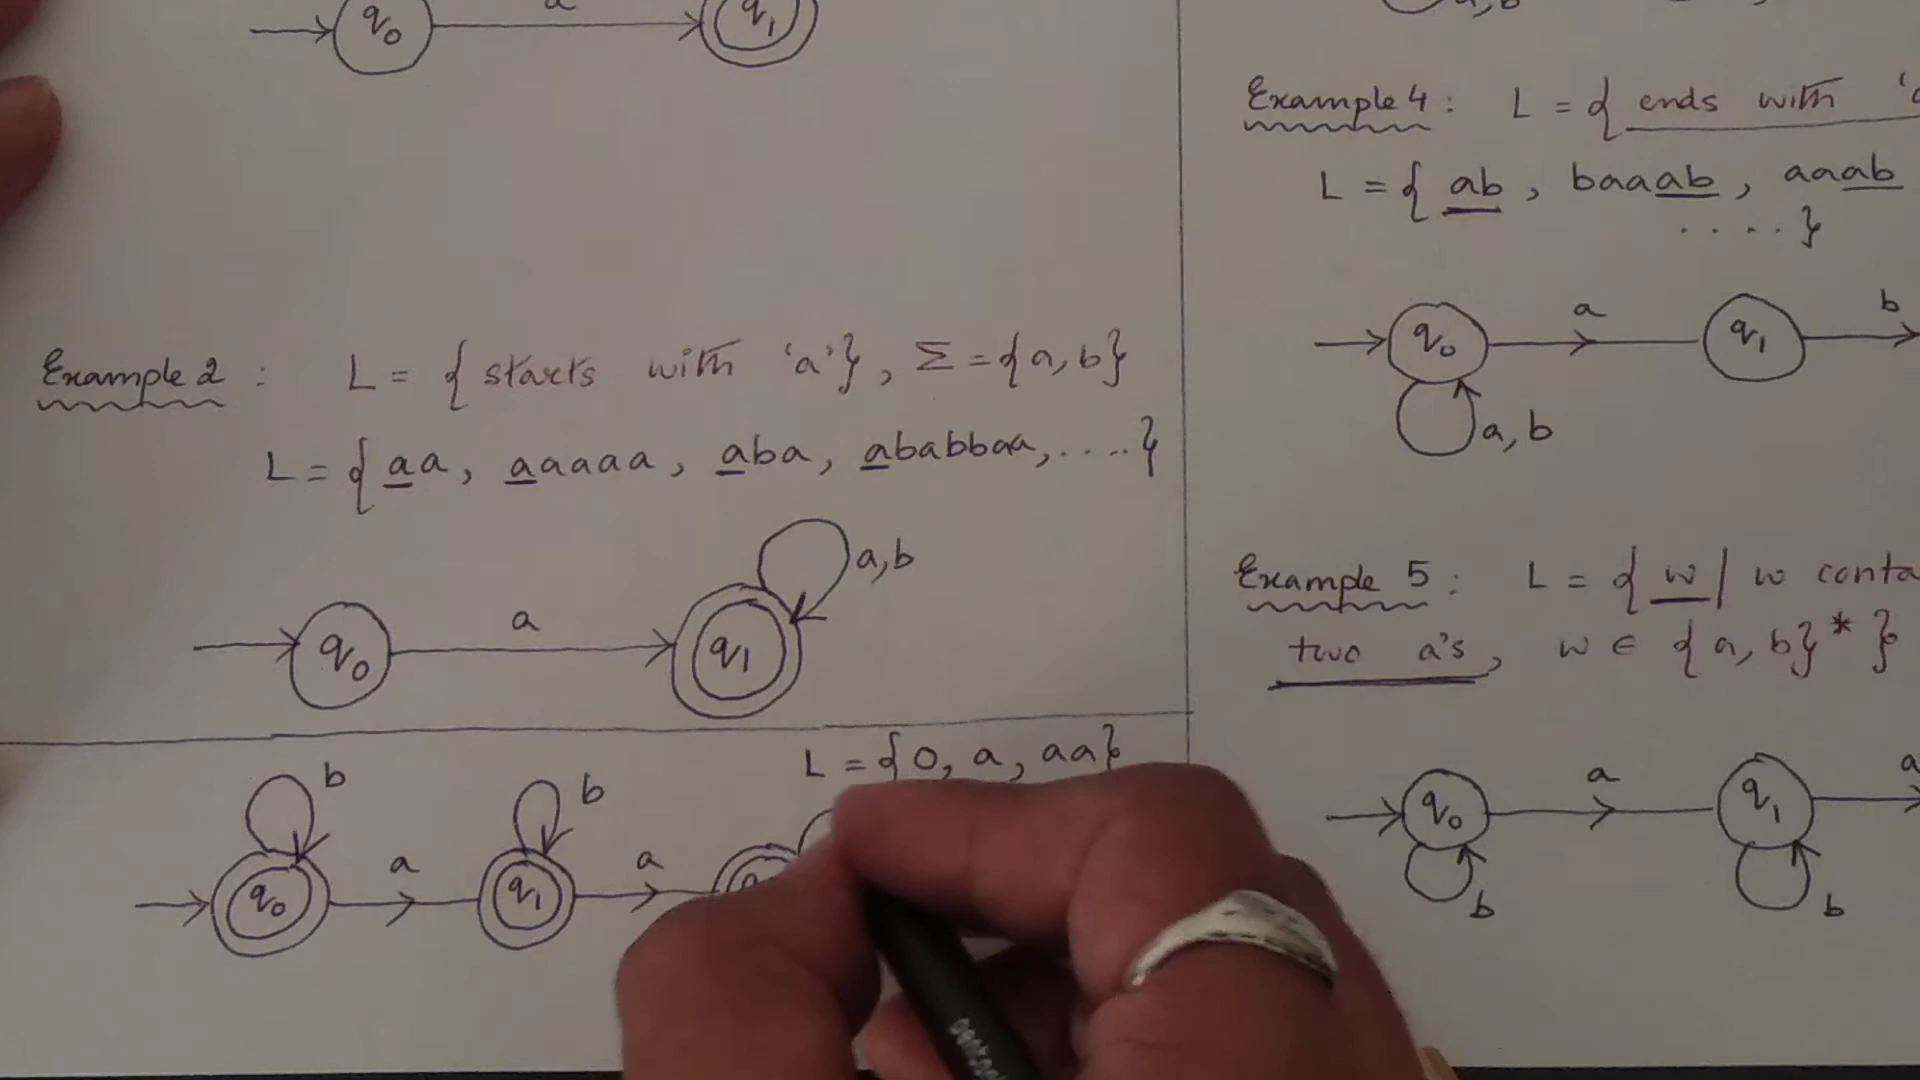 a
q₀ q₁
Example 2 : L = { starts with 'a' } , Σ = {a, b}
L = { aa, aaaaa, aba, ababbaa, .... }
a, b
a
q₀ q₁
L = {0, a, aa}
b b
a a
q₀ q₁
a, b
Example 4 : L = { ends with '
L = { ab , baaab , aaab
.... }
a b
q₀ q₁
a, b
Example 5 : L = { w | w conta
two a's, w ∈ {a, b}* }
a a
q₀ q₁
b b